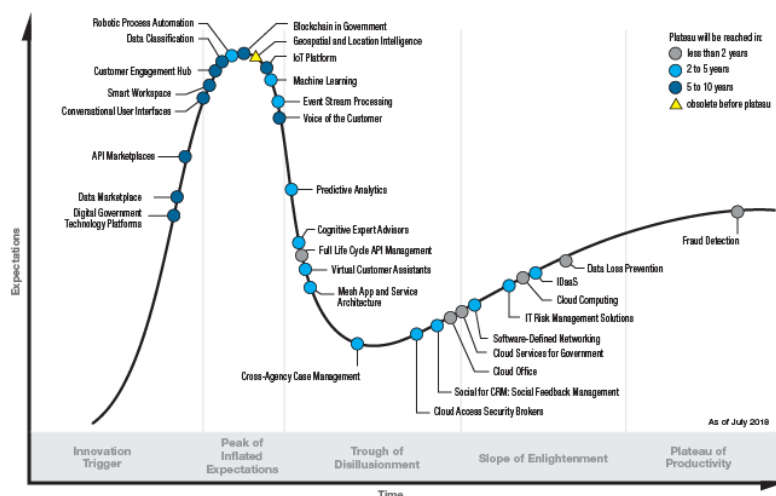 Robotic Process Automation
Data Classification
Customer Engagement Hub
Smart Workspace
Conversational User Interfaces
API Marketplaces
Data Marketplace
Digital Government
Technology Platforms
Blockchain in Government
Geospatial and Location Intelligence
IoT Platform
Machine Learning
Event Stream Processing
Voice of the Customer
Predictive Analytics
Cognitive Expert Advisors
Full Life Cycle API Management
Virtual Customer Assistants
Mesh App and Service
Architecture
Cross-Agency Case Management
Plateau will be reached in:
less than 2 years
2 to 5 years
5 to 10 years
obsolete before plateau
Fraud Detection
Data Loss Prevention
IDaaS
Cloud Computing
IT Risk Management Solutions
Software-Defined Networking
Cloud Services for Government
Cloud Office
Social for CRM: Social Feedback Management
Cloud Access Security Brokers
As of July 2018
Expectations
Innovation
Trigger
Peak of
Inflated
Expectations
Trough of
Disillusionment
Slope of Enlightenment
Plateau of
Productivity
Time